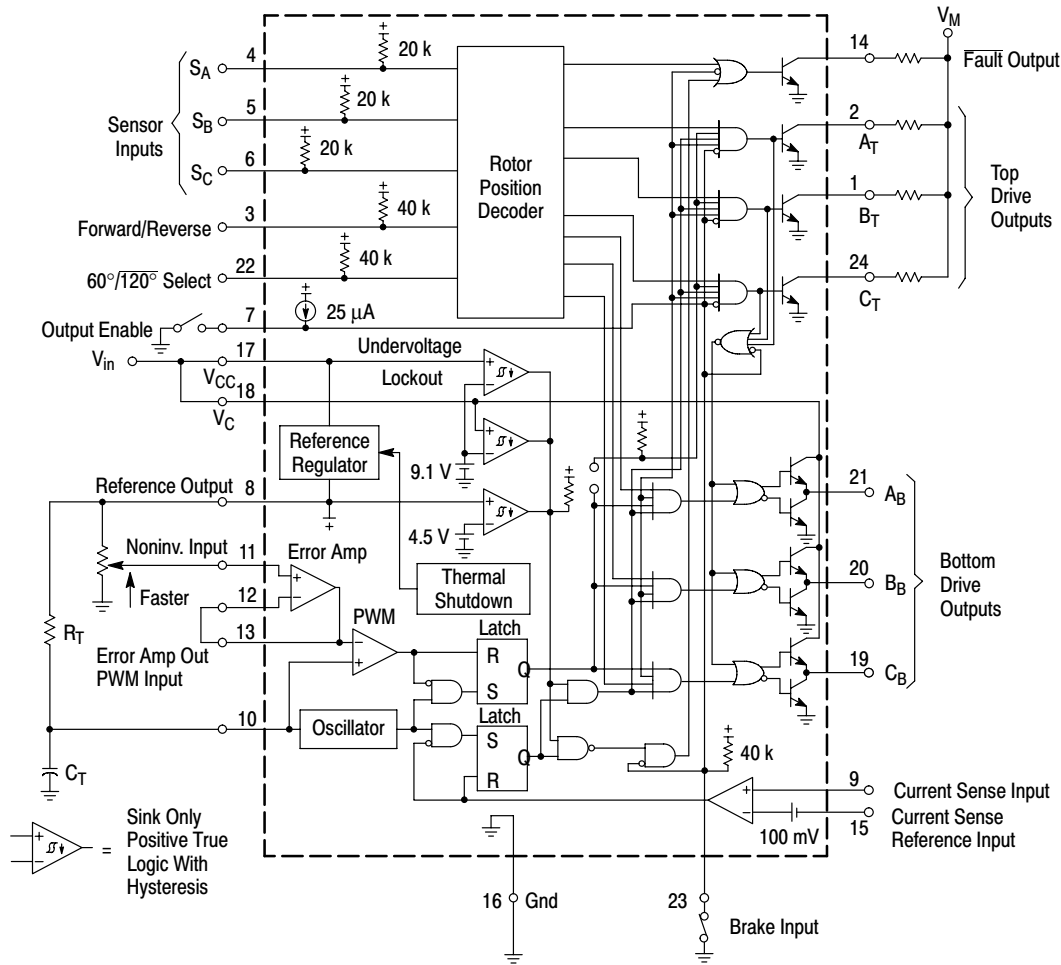 V_M
4
S_A
20 k
14
Fault Output
5
S_B
20 k
Sensor
Inputs
6
S_C
20 k
Rotor
Position
Decoder
2
A_T
Top
Drive
Outputs
3
Forward/Reverse
40 k
1
B_T
22
60°/120° Select
40 k
24
C_T
7
Output Enable
25 μA
V_in
17
V_CC
Undervoltage
Lockout
+
−
18
V_C
+
−
Reference
Regulator
9.1 V
Reference Output
8
+
−
4.5 V
21
A_B
Noninv. Input
11
Error Amp
+
−
Faster
12
Thermal
Shutdown
20
B_B
Bottom
Drive
Outputs
R_T
13
Error Amp Out
PWM Input
PWM
−
+
Latch
R
Q
S
19
C_B
10
Oscillator
Latch
S
Q
R
40 k
C_T
+
−
9
Current Sense Input
100 mV
15
Current Sense
Reference Input
+
−
=
Sink Only
Positive True
Logic With
Hysteresis
16
Gnd
23
Brake Input